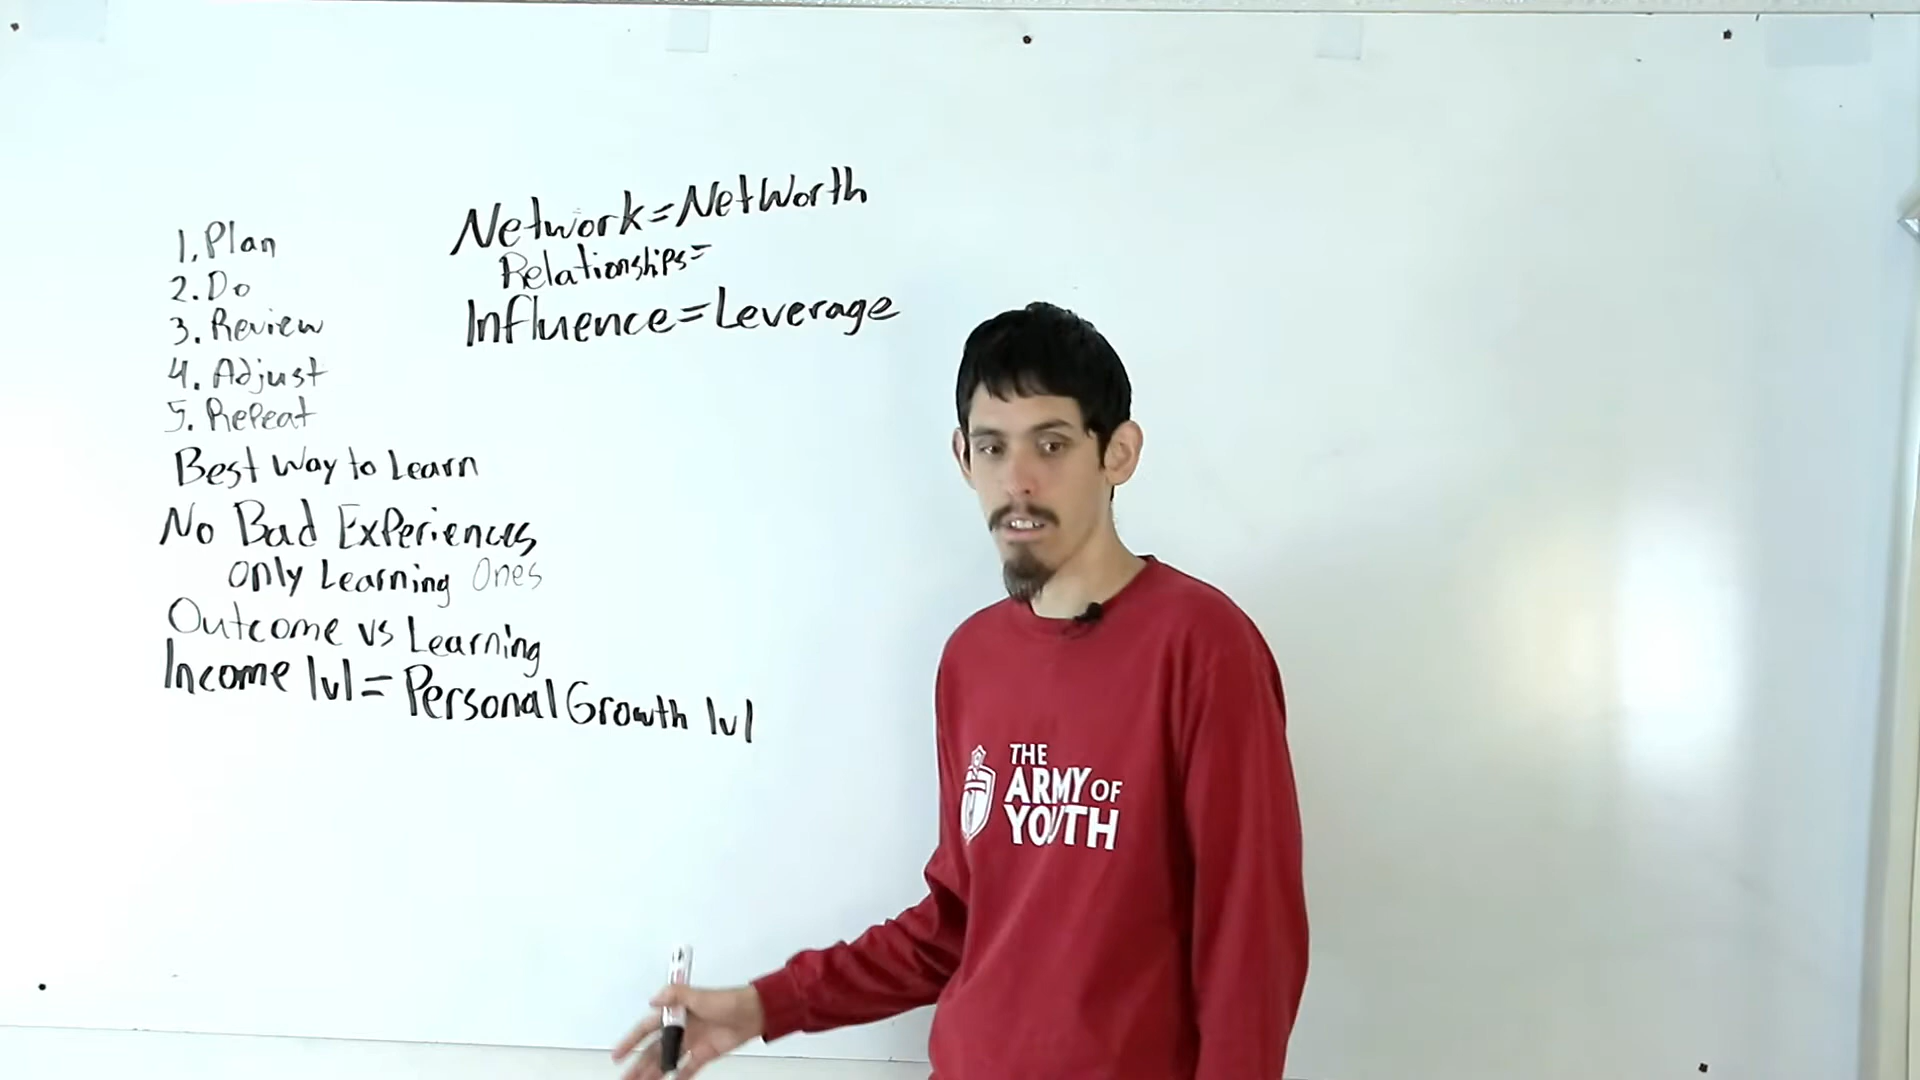 1. Plan
2. Do
3. Review
4. Adjust
5. Repeat
Best Way to Learn
No Bad Experiences
only Learning Ones
Outcome vs Learning
Income lvl = Personal Growth lvl
Network = NetWorth
Relationships =
Influence = Leverage
THE
ARMY OF
YOUTH